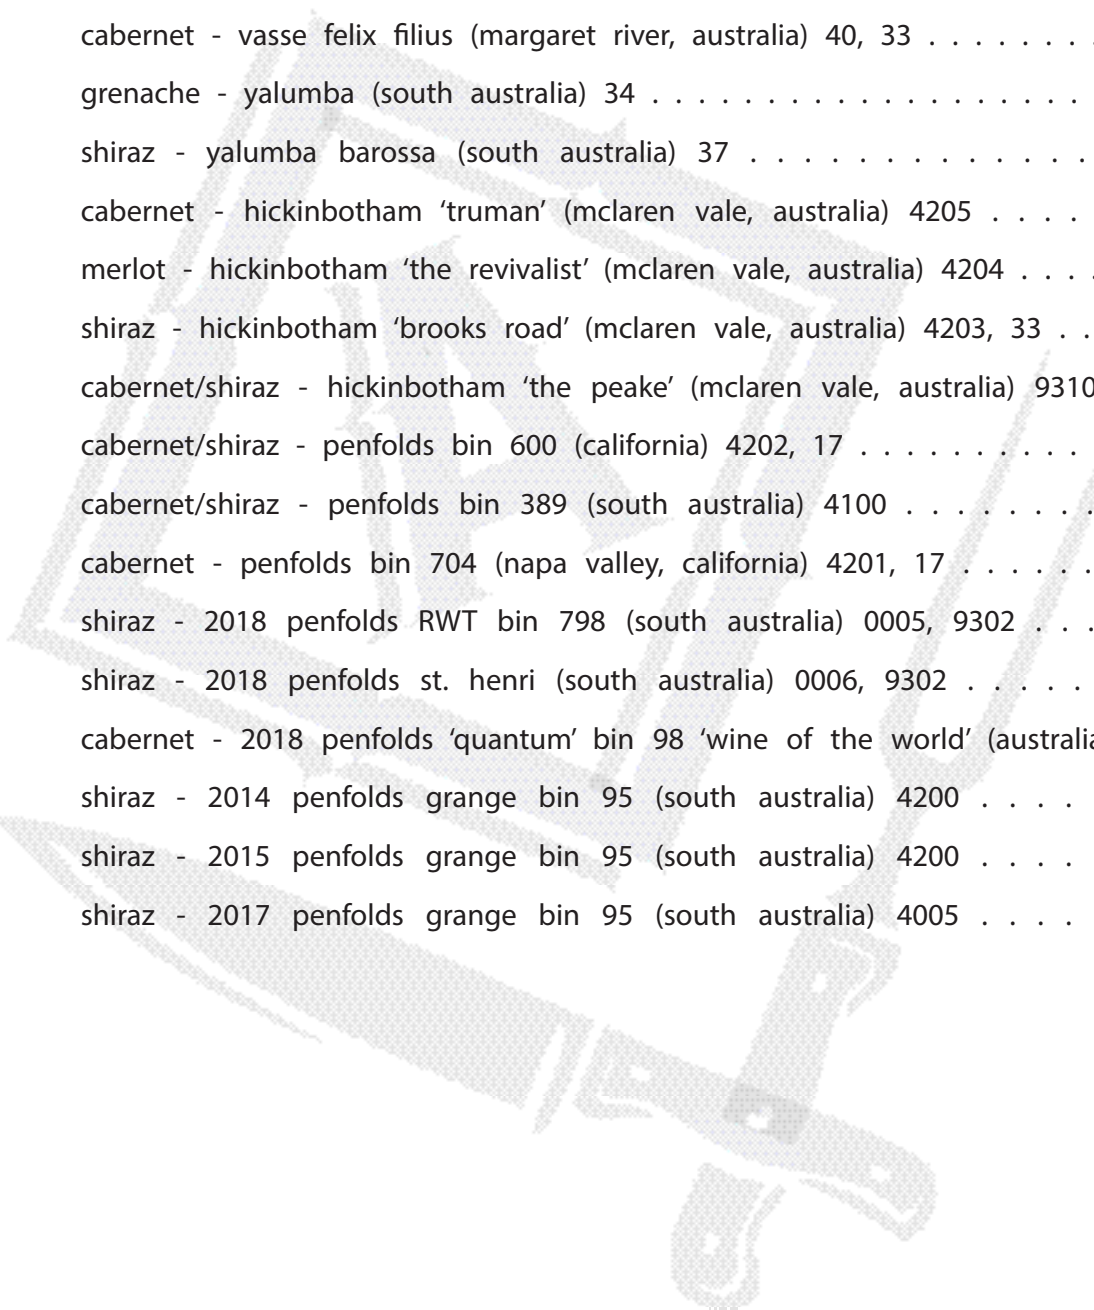 cabernet - vasse felix filius (margaret river, australia) 40, 33 . . . . . . . .
grenache - yalumba (south australia) 34 . . . . . . . . . . . . . . . . . . .
shiraz - yalumba barossa (south australia) 37 . . . . . . . . . . . . .
cabernet - hickinbotham ‘truman’ (mclaren vale, australia) 4205 . . . .
merlot - hickinbotham ‘the revivalist’ (mclaren vale, australia) 4204 . . . .
shiraz - hickinbotham ‘brooks road’ (mclaren vale, australia) 4203, 33 . .
cabernet/shiraz - hickinbotham ‘the peake’ (mclaren vale, australia) 9310
cabernet/shiraz - penfolds bin 600 (california) 4202, 17 . . . . . . . . . .
cabernet/shiraz - penfolds bin 389 (south australia) 4100 . . . . . . . .
cabernet - penfolds bin 704 (napa valley, california) 4201, 17 . . . . . .
shiraz - 2018 penfolds RWT bin 798 (south australia) 0005, 9302 . . .
shiraz - 2018 penfolds st. henri (south australia) 0006, 9302 . . . . .
cabernet - 2018 penfolds ‘quantum’ bin 98 ‘wine of the world’ (australia
shiraz - 2014 penfolds grange bin 95 (south australia) 4200 . . . .
shiraz - 2015 penfolds grange bin 95 (south australia) 4200 . . . .
shiraz - 2017 penfolds grange bin 95 (south australia) 4005 . . . .